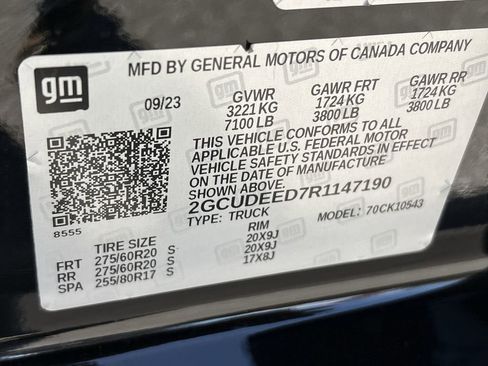 gm
MFD BY GENERAL MOTORS OF CANADA COMPANY
09/23 GVWR GAWR FRT GAWR RR
3221 KG 1724 KG 1724 KG
7100 LB 3800 LB 3800 LB
THIS VEHICLE CONFORMS TO ALL
APPLICABLE U.S. FEDERAL MOTOR
VEHICLE SAFETY STANDARDS IN EFFECT
ON THE DATE OF MANUFACTURE
SHOWN ABOVE.
2GCUDEED7R1147190
TYPE: TRUCK MODEL: 70CK10543
8555
TIRE SIZE RIM
FRT 275/60R20 S 20X9J
RR 275/60R20 S 20X9J
SPA 255/80R17 S 17X8J